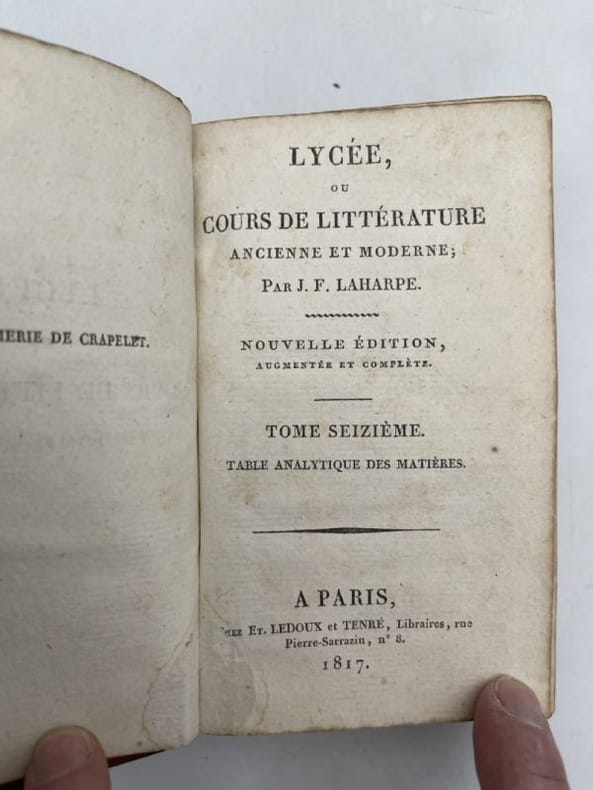 MERIE DE CRAPELET.
LYCÉE,
OU
COURS DE LITTÉRATURE
ANCIENNE ET MODERNE;
PAR J. F. LAHARPE.
NOUVELLE ÉDITION,
AUGMENTÉE ET COMPLÈTE.
TOME SEIZIÈME.
TABLE ANALYTIQUE DES MATIÈRES.
A PARIS,
CHEZ ET. LEDOUX et TENRÉ, Libraires, rue
Pierre-Sarrazin, n° 8.
1817.